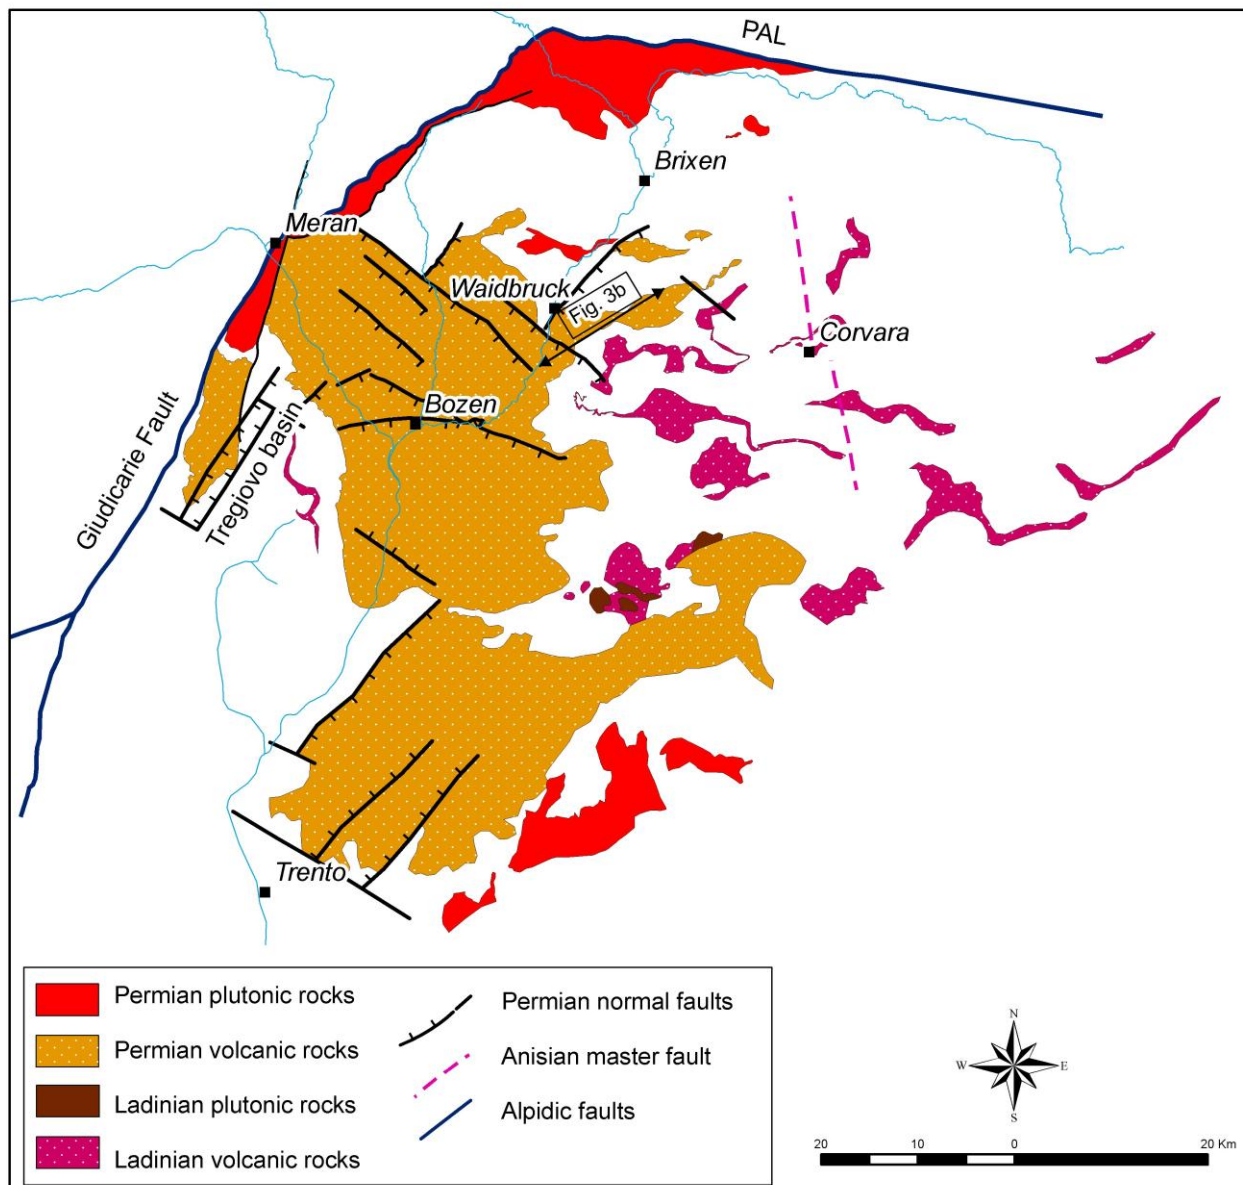 PAL
Brixen
Meran
Waidbruck
Fig. 3b
Corvara
Bozen
Tregiovo basin
Giudicarie Fault
Trento
Permian plutonic rocks
Permian volcanic rocks
Ladinian plutonic rocks
Ladinian volcanic rocks
Permian normal faults
Anisian master fault
Alpidic faults
N
W
E
S
20 10 0 20 Km